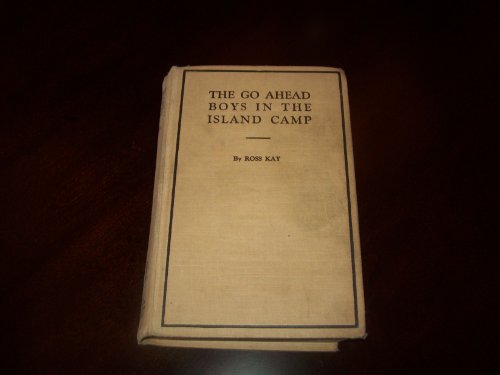 THE GO AHEAD
BOYS IN THE
ISLAND CAMP
By ROSS KAY